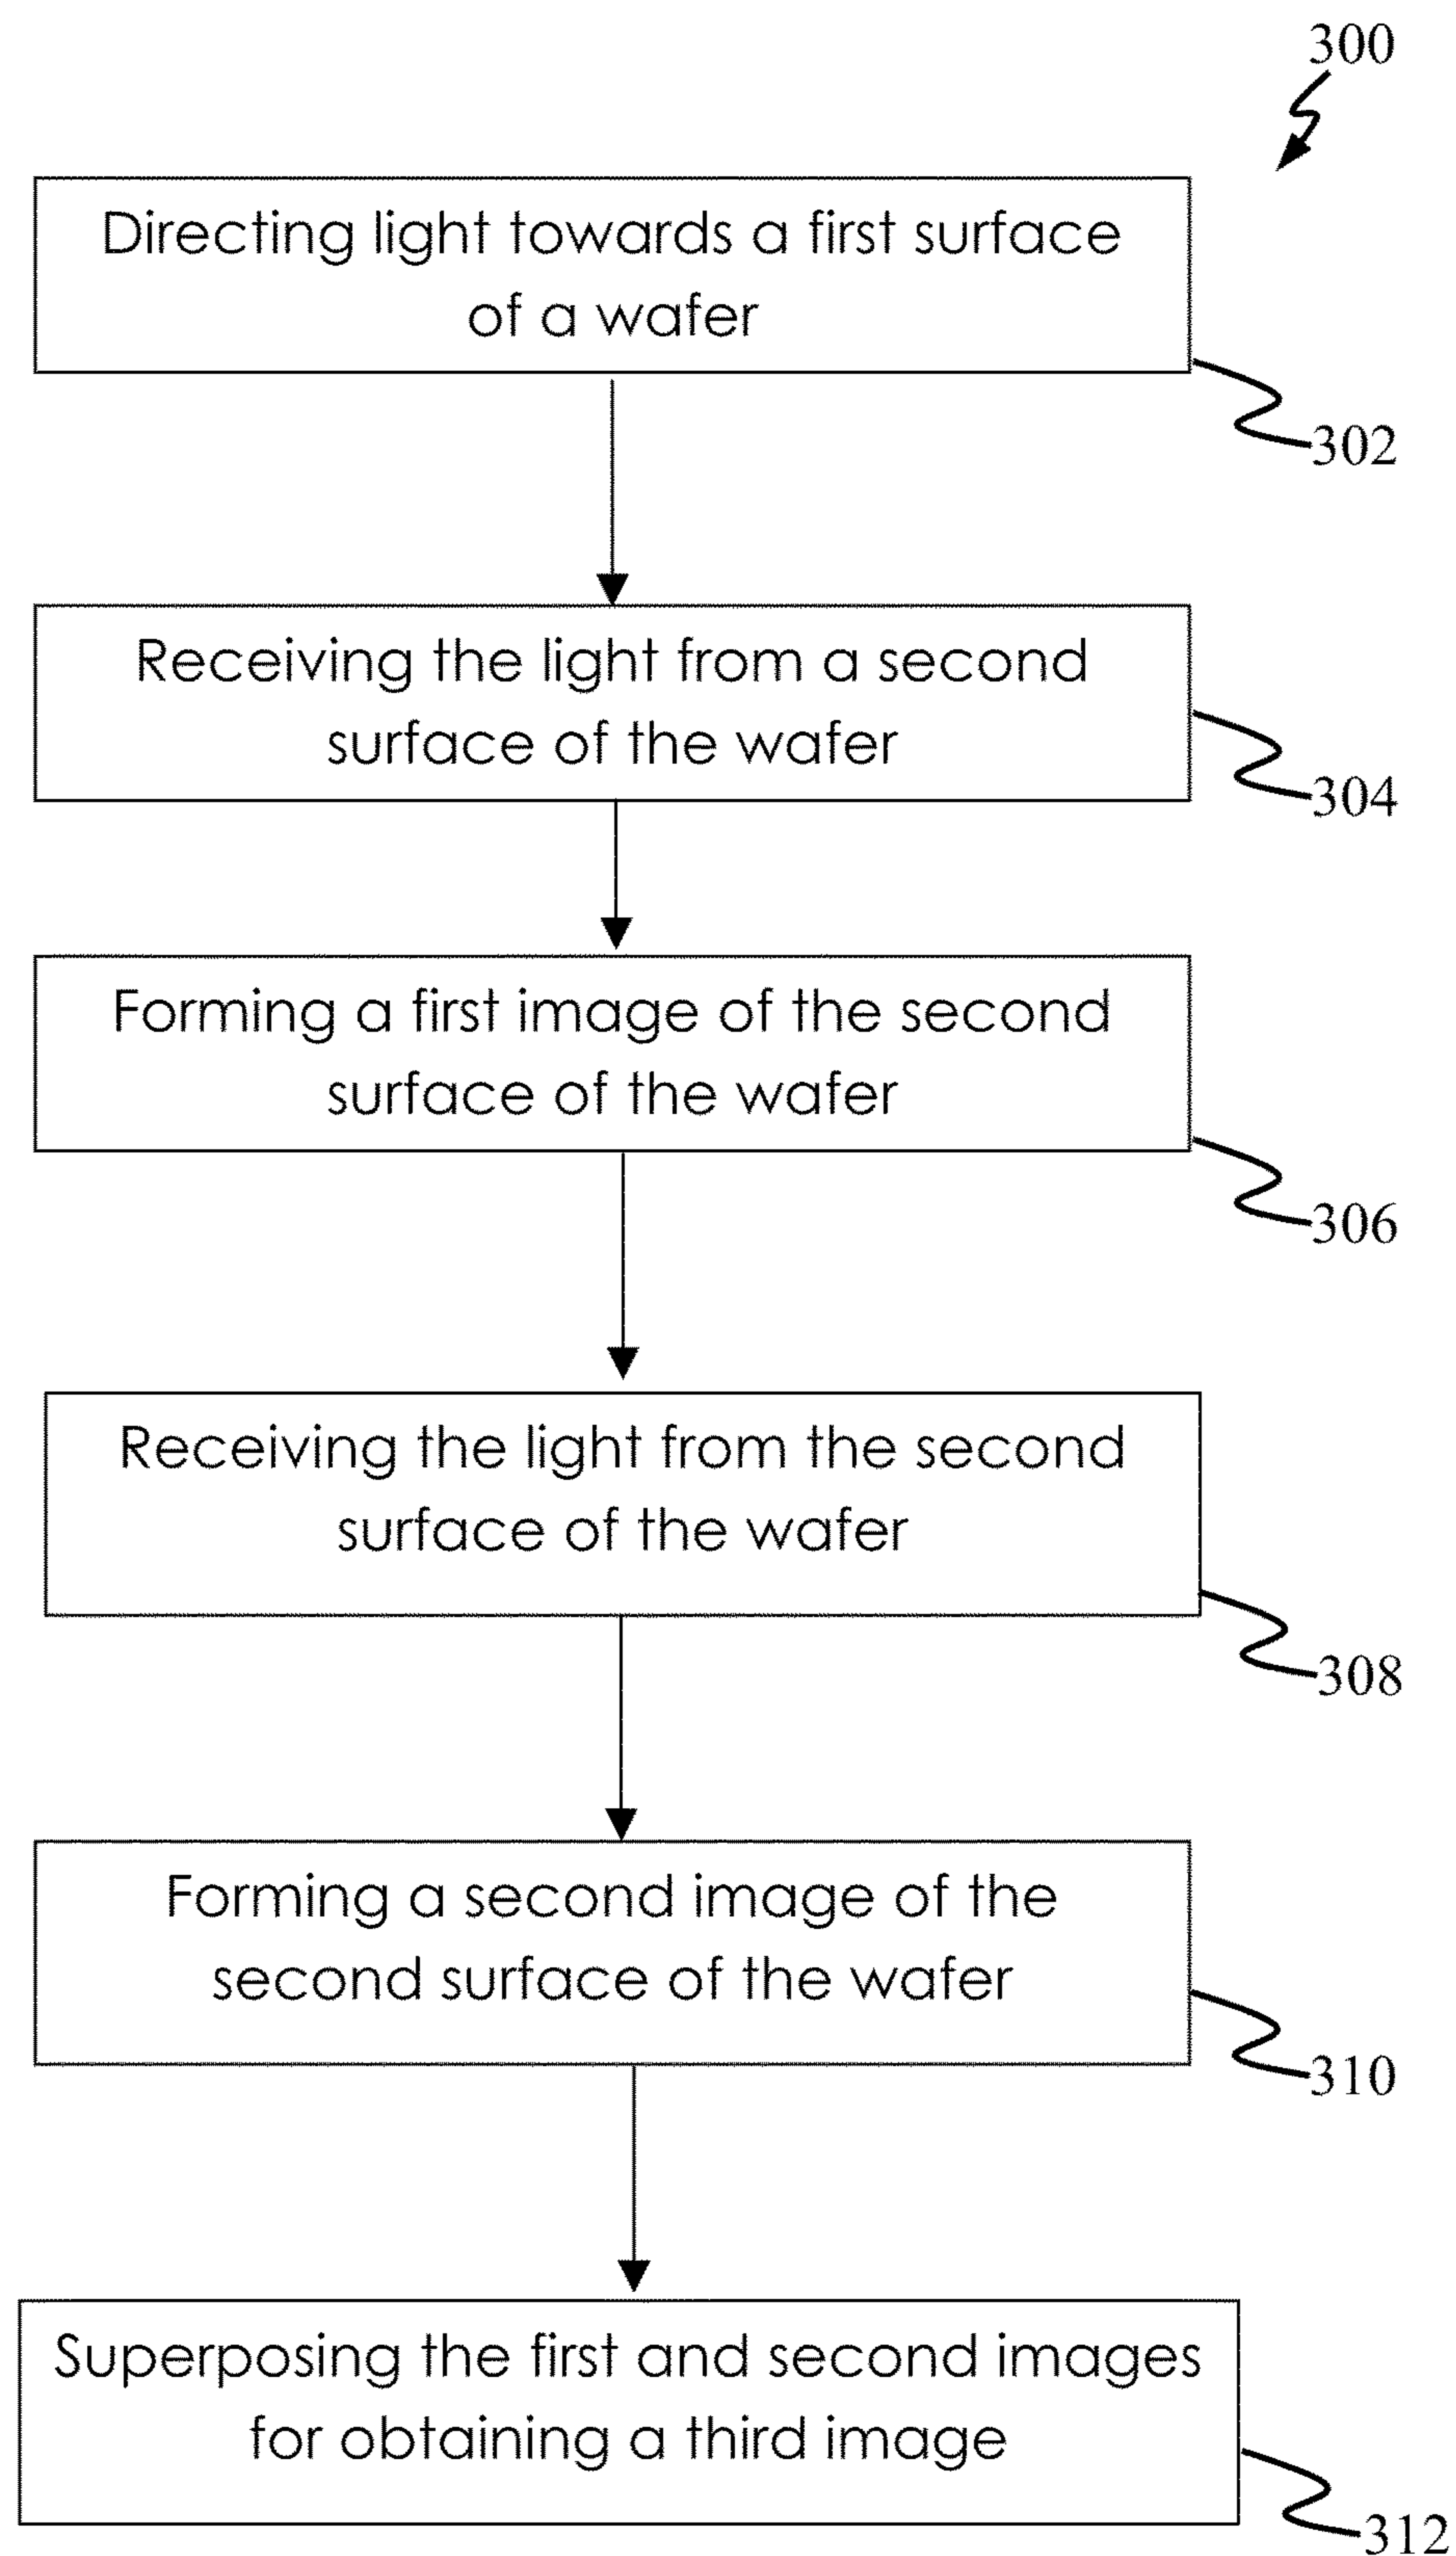 300
Directing light towards a first surface
of a wafer
302
Receiving the light from a second
surface of the wafer
304
Forming a first image of the second
surface of the wafer
306
Receiving the light from the second
surface of the wafer
308
Forming a second image of the
second surface of the wafer
310
Superposing the first and second images
for obtaining a third image
312